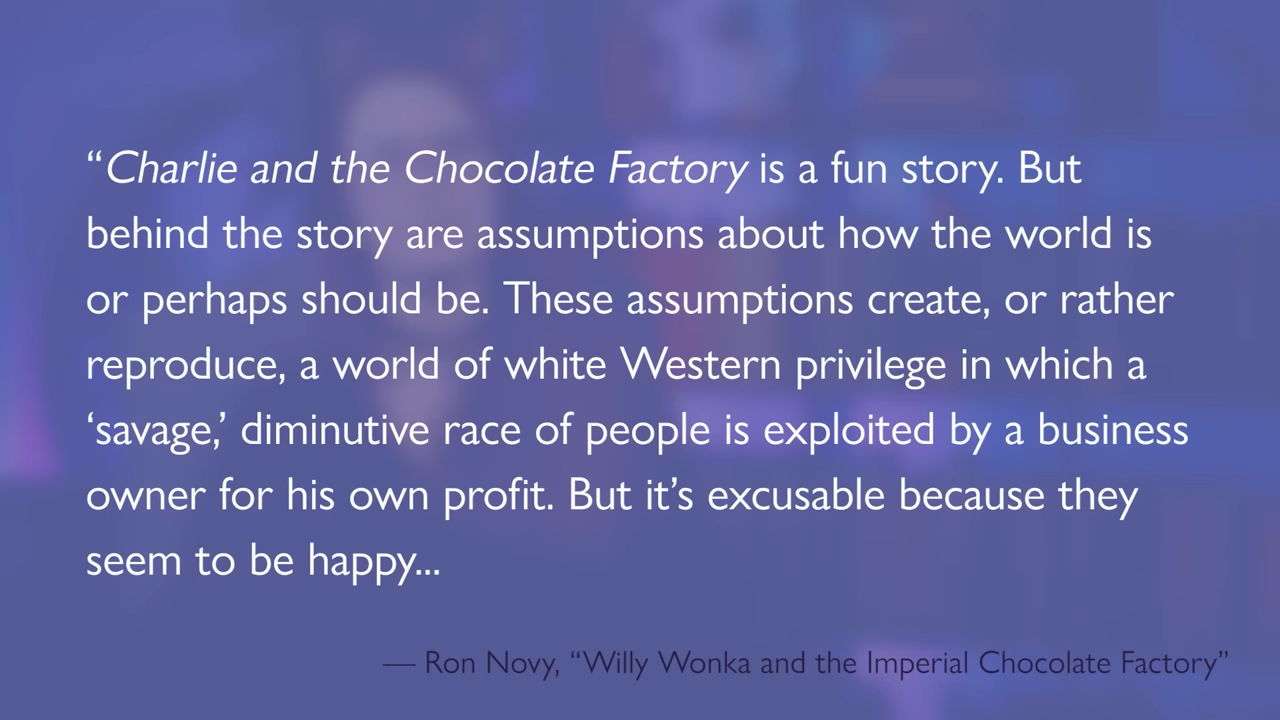 “Charlie and the Chocolate Factory is a fun story. But
behind the story are assumptions about how the world is
or perhaps should be. These assumptions create, or rather
reproduce, a world of white Western privilege in which a
‘savage,’ diminutive race of people is exploited by a business
owner for his own profit. But it’s excusable because they
seem to be happy...
— Ron Novy, “Willy Wonka and the Imperial Chocolate Factory”